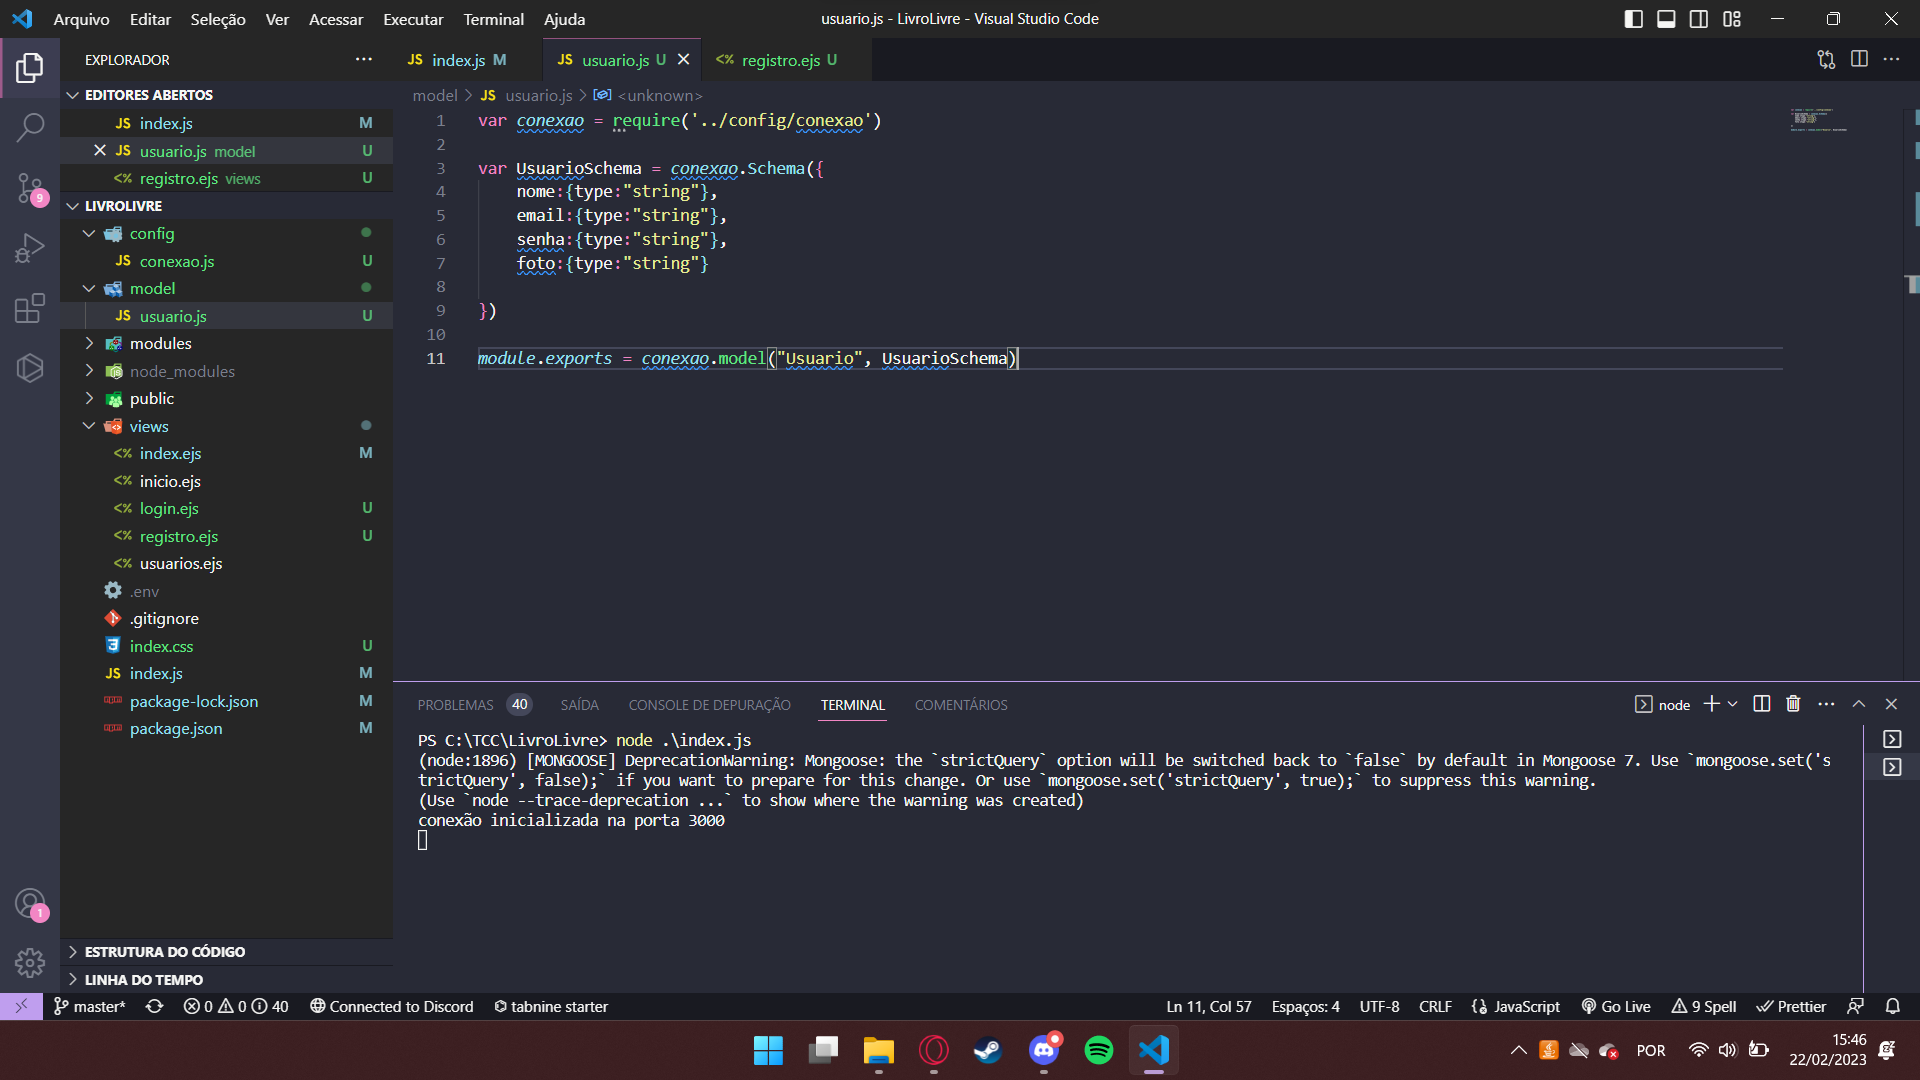 Arquivo Editar Seleção Ver Acessar Executar Terminal Ajuda
usuario.js - LivroLivre - Visual Studio Code
EXPLORADOR
EDITORES ABERTOS
JS index.js M
JS usuario.js model U
<% registro.ejs views U
LIVROLIVRE
config
JS conexao.js U
model
JS usuario.js U
modules
node_modules
public
views
<% index.ejs M
<% inicio.ejs
<% login.ejs U
<% registro.ejs U
<% usuarios.ejs
.env
.gitignore
index.css U
JS index.js M
package-lock.json M
package.json M
ESTRUTURA DO CÓDIGO
LINHA DO TEMPO
9
1
JS index.js M JS usuario.js U <% registro.ejs U
model > JS usuario.js > <unknown>
1 var conexao = require('../config/conexao')
2
3 var UsuarioSchema = conexao.Schema({
4     nome:{type:"string"},
5     email:{type:"string"},
6     senha:{type:"string"},
7     foto:{type:"string"}
8
9 })
10
11 module.exports = conexao.model("Usuario", UsuarioSchema)
PROBLEMAS 40 SAÍDA CONSOLE DE DEPURAÇÃO TERMINAL COMENTÁRIOS
node
PS C:\TCC\LivroLivre> node .\index.js
(node:1896) [MONGOOSE] DeprecationWarning: Mongoose: the `strictQuery` option will be switched back to `false` by default in Mongoose 7. Use `mongoose.set('s
trictQuery', false);` if you want to prepare for this change. Or use `mongoose.set('strictQuery', true);` to suppress this warning.
(Use `node --trace-deprecation ...` to show where the warning was created)
conexão inicializada na porta 3000
master* 0 0 40 Connected to Discord tabnine starter
Ln 11, Col 57 Espaços: 4 UTF-8 CRLF JavaScript Go Live 9 Spell Prettier
POR
15:46
22/02/2023